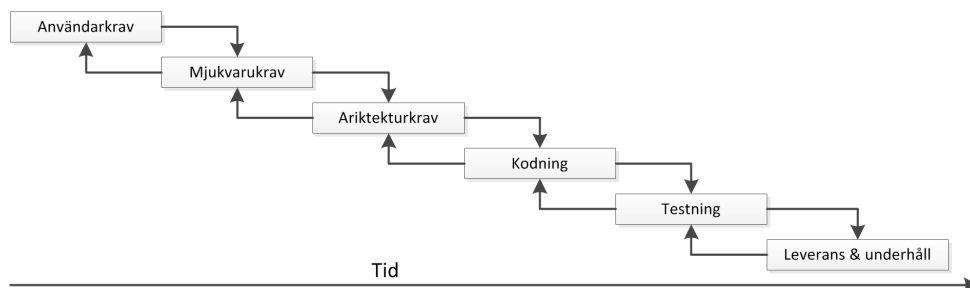 Användarkrav
Mjukvarukrav
Ariktekturkrav
Kodning
Testning
Leverans & underhåll
Tid